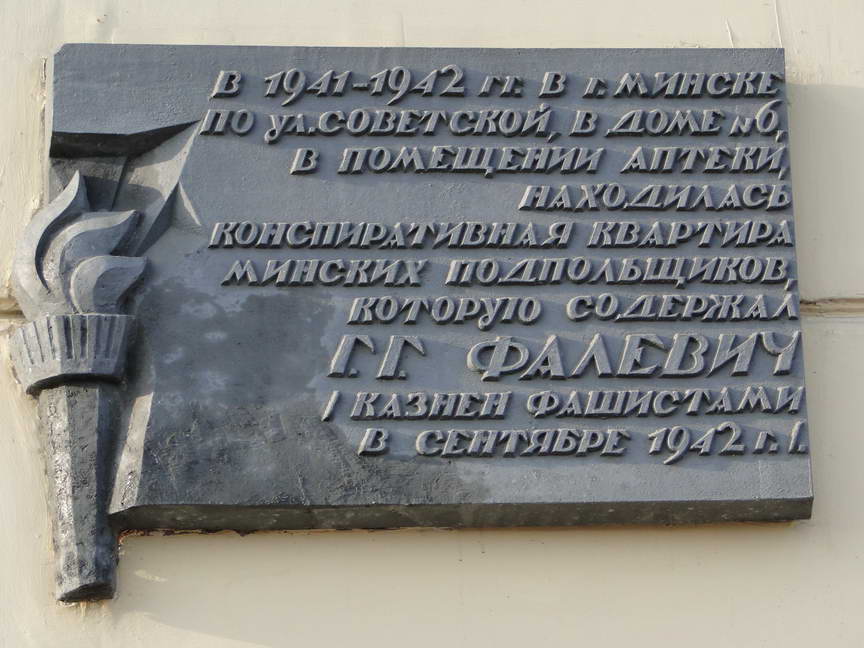 В 1941-1942 гг. В г. МИНСКЕ
ПО ул. СОВЕТСКОЙ, В ДОМЕ №6,
В ПОМЕЩЕНИИ АПТЕКИ,
НАХОДИЛАСЬ
КОНСПИРАТИВНАЯ КВАРТИРА
МИНСКИХ ПОДПОЛЬЩИКОВ,
КОТОРУЮ СОДЕРЖАЛ
Г. Г. ФАЛЕВИЧ
/ КАЗНЕН ФАШИСТАМИ
В СЕНТЯБРЕ 1942 г. /.